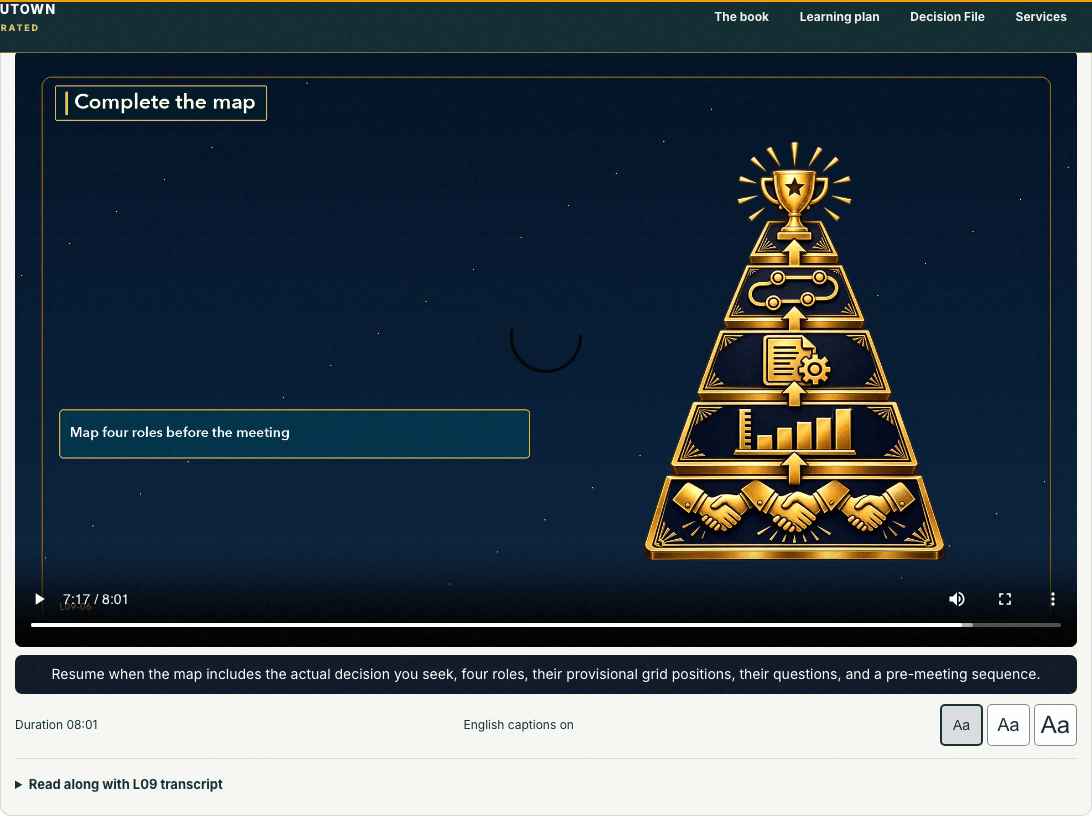 UTOWN
RATED
The book
Learning plan
Decision File
Services
Complete the map
Map four roles before the meeting
L09-06
7:17 / 8:01
Resume when the map includes the actual decision you seek, four roles, their provisional grid positions, their questions, and a pre-meeting sequence.
Duration 08:01
English captions on
Aa
Aa
Aa
Read along with L09 transcript